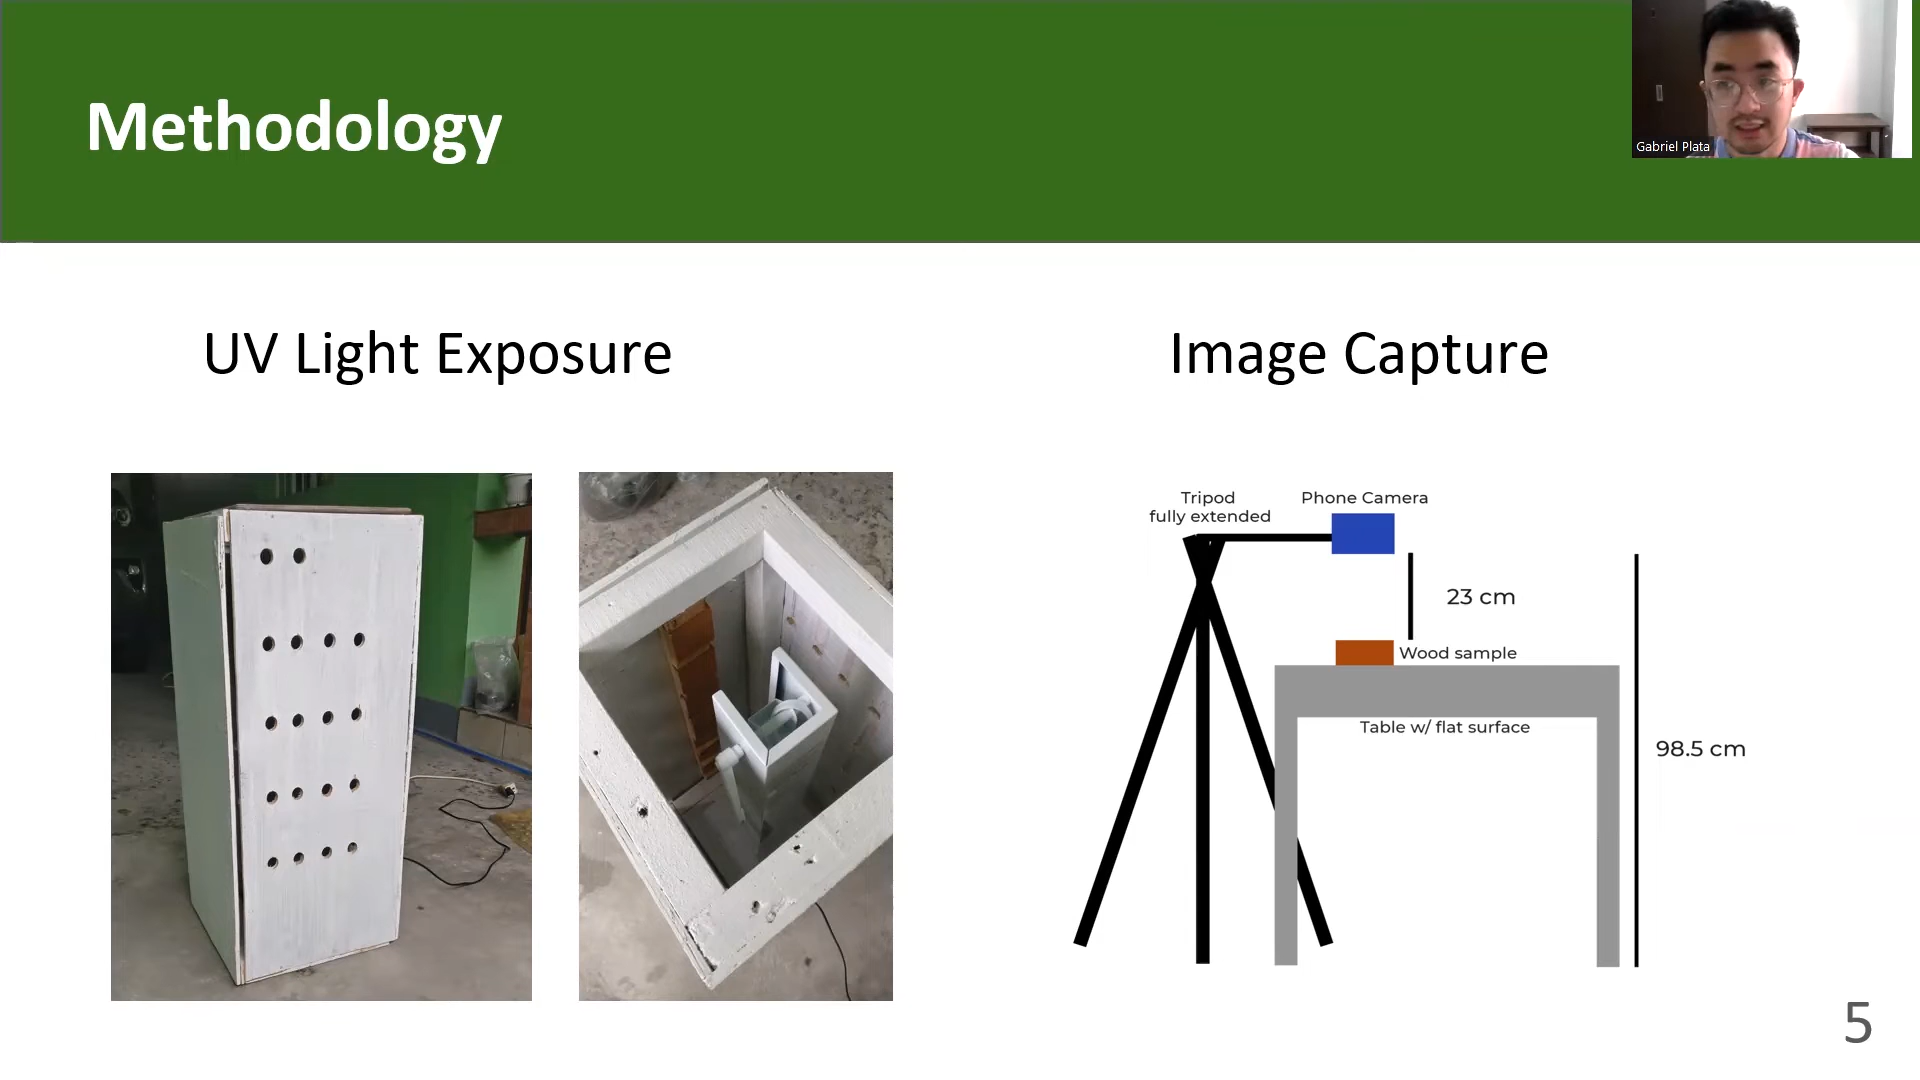 Methodology
Gabriel Plata
UV Light Exposure
Image Capture
Tripod
fully extended
Phone Camera
23 cm
Wood sample
Table w/ flat surface
98.5 cm
5